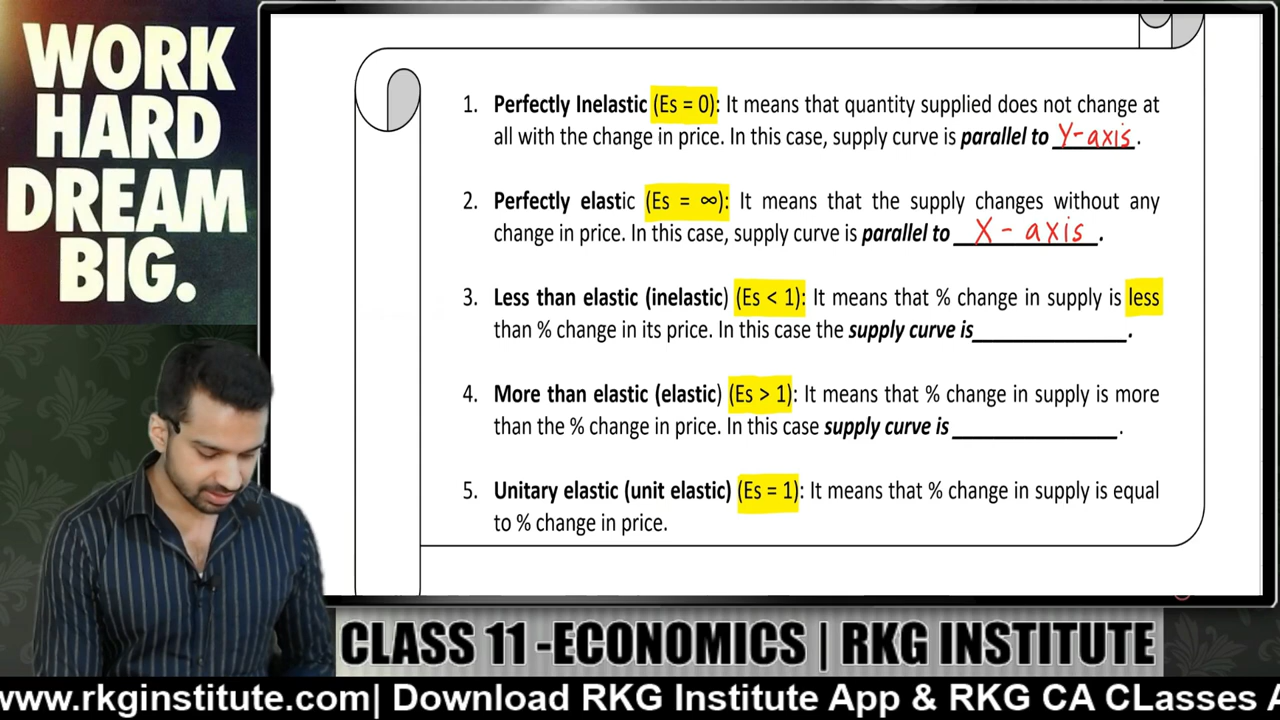 WORK
HARD
DREAM
BIG.
1. Perfectly Inelastic (Es = 0): It means that quantity supplied does not change at
all with the change in price. In this case, supply curve is parallel to Y-axis.
2. Perfectly elastic (Es = ∞): It means that the supply changes without any
change in price. In this case, supply curve is parallel to X - axis.
3. Less than elastic (inelastic) (Es < 1): It means that % change in supply is less
than % change in its price. In this case the supply curve is______________.
4. More than elastic (elastic) (Es > 1): It means that % change in supply is more
than the % change in price. In this case supply curve is _______________.
5. Unitary elastic (unit elastic) (Es = 1): It means that % change in supply is equal
to % change in price.
CLASS 11 -ECONOMICS | RKG INSTITUTE
www.rkginstitute.com| Download RKG Institute App & RKG CA CLasses A